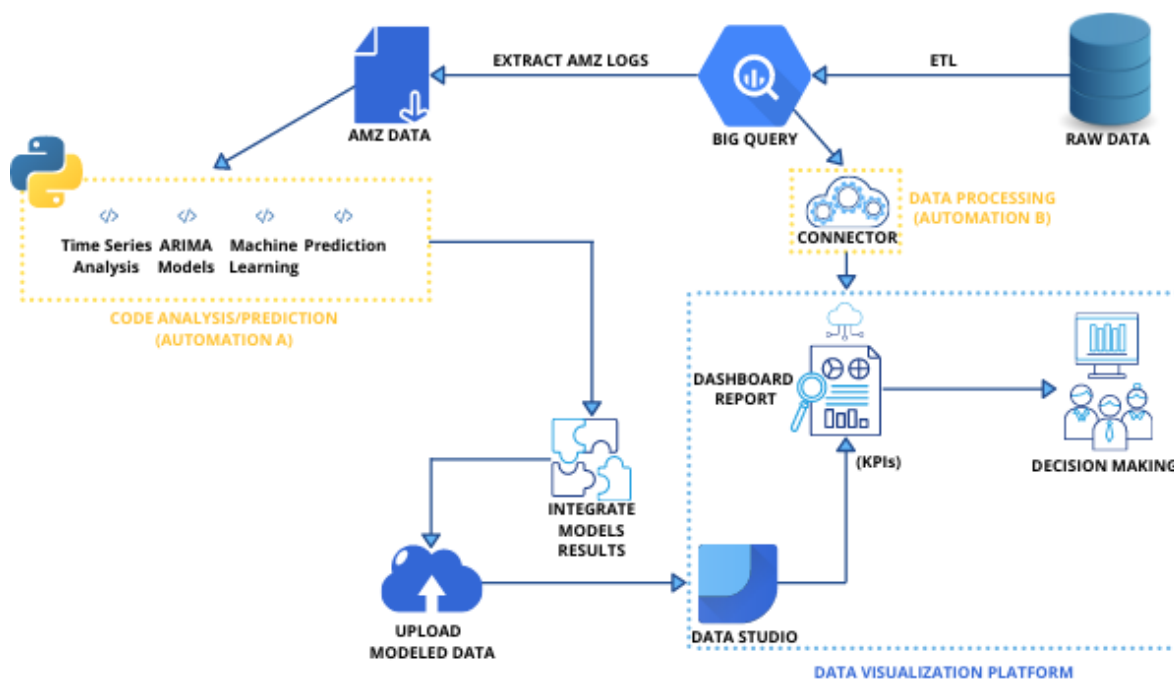 EXTRACT AMZ LOGS
ETL
AMZ DATA
BIG QUERY
RAW DATA
DATA PROCESSING
(AUTOMATION B)
CONNECTOR
Time Series
Analysis
ARIMA
Models
Machine
Learning
Prediction
CODE ANALYSIS/PREDICTION
(AUTOMATION A)
DASHBOARD
REPORT
(KPIs)
DECISION MAKING
INTEGRATE
MODELS
RESULTS
UPLOAD
MODELED DATA
DATA STUDIO
DATA VISUALIZATION PLATFORM